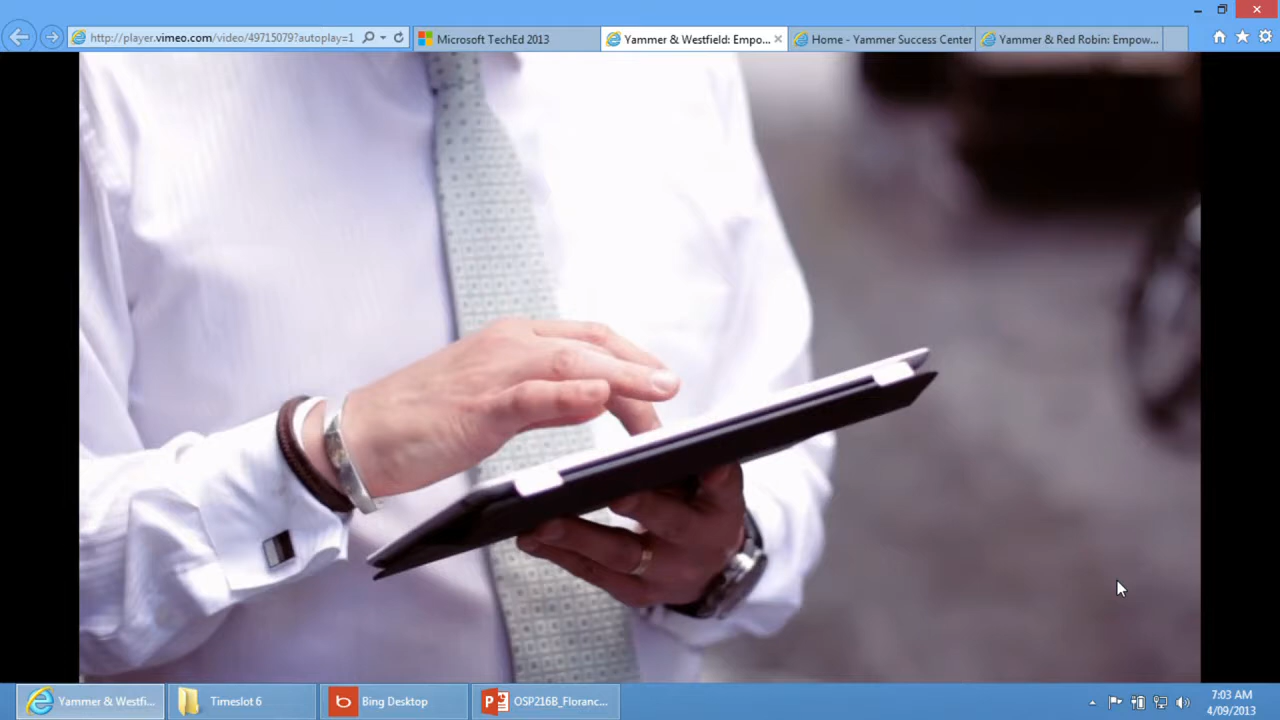 http://player.vimeo.com/video/49715079?autoplay=1
Microsoft TechEd 2013
Yammer & Westfield: Empo...
Home - Yammer Success Center
Yammer & Red Robin: Empow...
Yammer & Westfi...
Timeslot 6
Bing Desktop
OSP216B_Floranc...
7:03 AM
4/09/2013